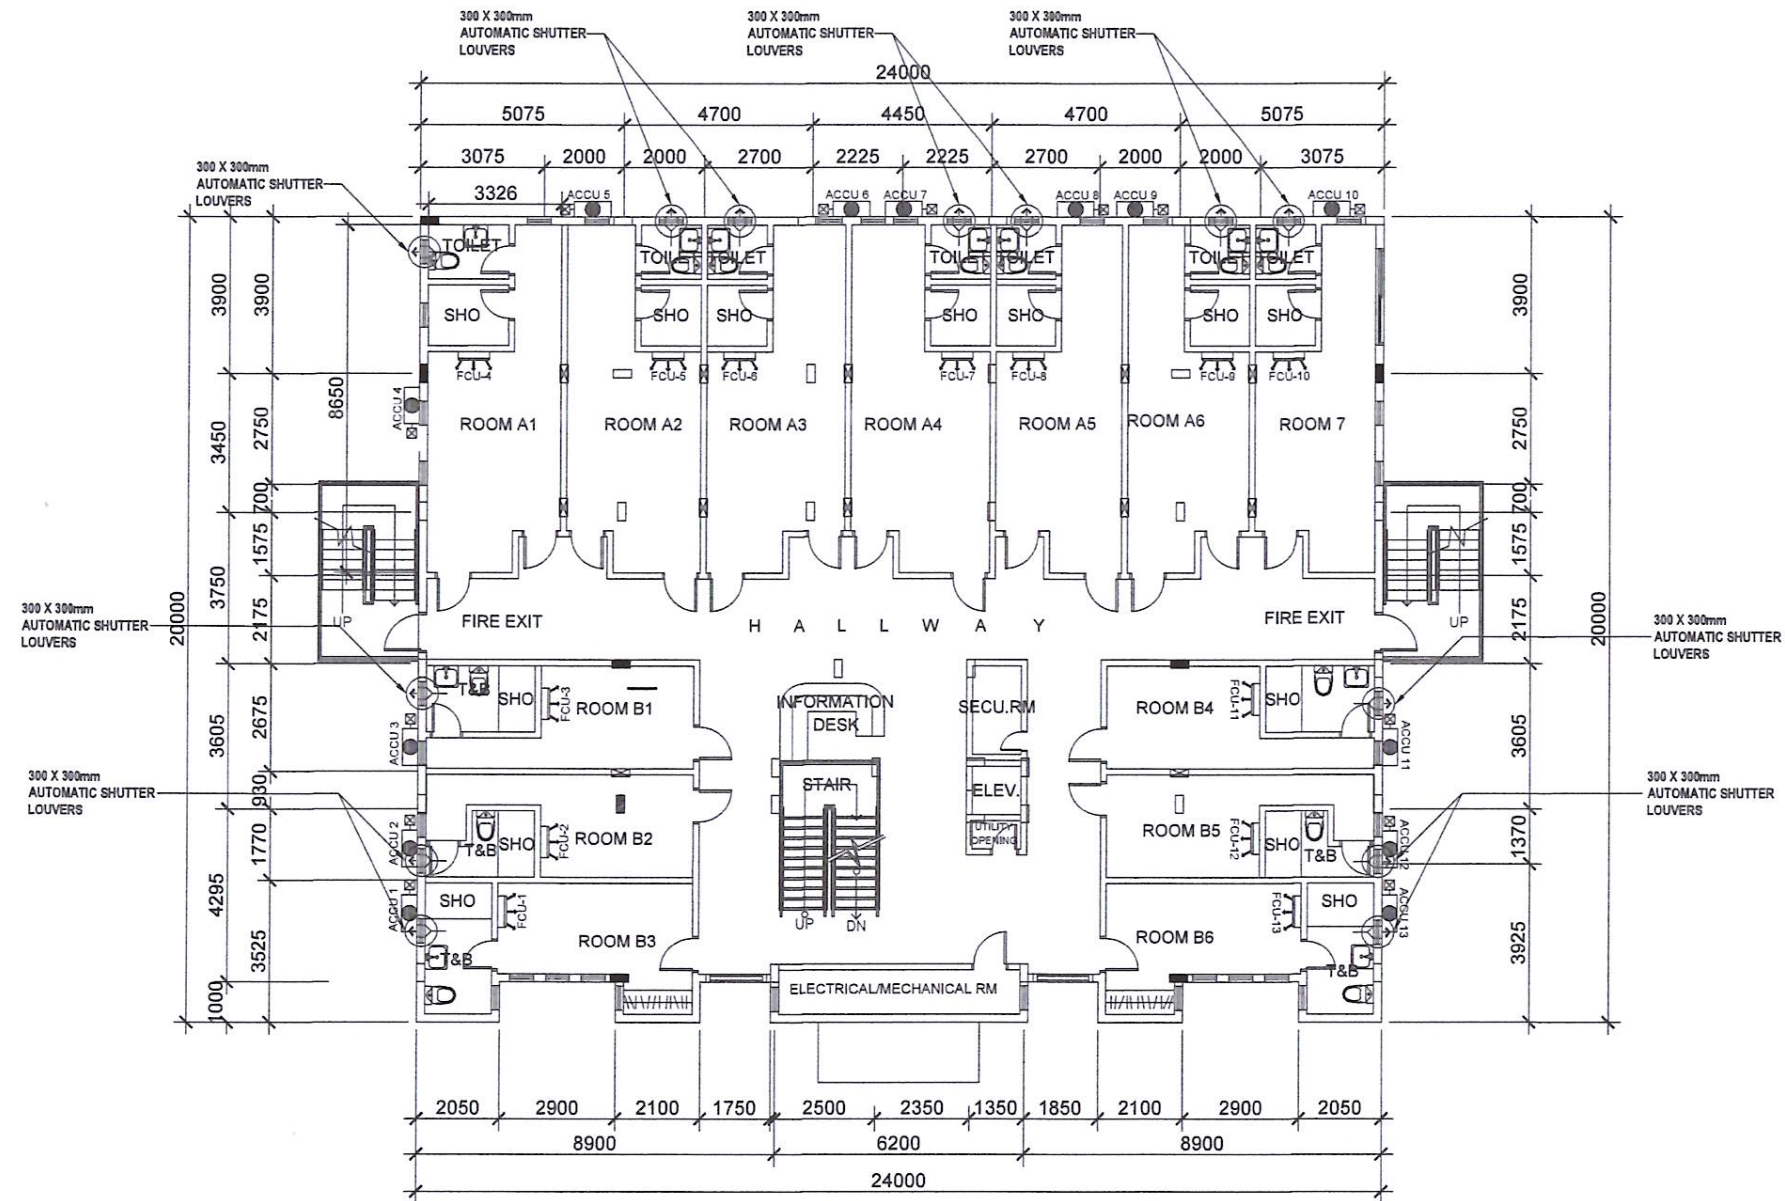 300 X 300mm
AUTOMATIC SHUTTER
LOUVERS
300 X 300mm
AUTOMATIC SHUTTER
LOUVERS
300 X 300mm
AUTOMATIC SHUTTER
LOUVERS
24000
5075 4700 4450 4700 5075
3075 2000 2000 2700 2225 2225 2700 2000 2000 3075
300 X 300mm
AUTOMATIC SHUTTER
LOUVERS
3326
ACCU 5 ACCU 6 ACCU 7 ACCU 8 ACCU 9 ACCU 10
TOILET TOILET TOILET TOILET TOILET TOILET TOILET
3900 3900 3900
SHO SHO SHO SHO SHO SHO SHO
FCU-4 FCU-5 FCU-6 FCU-7 FCU-8 FCU-9 FCU-10
8650
ACCU 4
ROOM A1 ROOM A2 ROOM A3 ROOM A4 ROOM A5 ROOM A6 ROOM 7
3450 2750 2750
700 700
1575 1575
3750
20000 2175 2175 20000
UP FIRE EXIT HALLWAY FIRE EXIT UP
300 X 300mm
AUTOMATIC SHUTTER
LOUVERS
300 X 300mm
AUTOMATIC SHUTTER
LOUVERS
T&B SHO FCU-3 ROOM B1
INFORMATION
DESK
SECU.RM
ROOM B4 FCU-11 SHO
2675
3605 3605
ACCU 3 ACCU 11
300 X 300mm
AUTOMATIC SHUTTER
LOUVERS
300 X 300mm
AUTOMATIC SHUTTER
LOUVERS
930
STAIR
ELEV.
UTILITY
OPENING
ACCU 2 ACCU 12
T&B SHO FCU-2 ROOM B2
ROOM B5 FCU-12 SHO T&B
1770 1370
ACCU 1 ACCU 13
4295
SHO FCU-1 FCU-13 SHO
UP DN
ROOM B3 ROOM B6
3525 3925
T&B T&B
1000
ELECTRICAL/MECHANICAL RM
2050 2900 2100 1750 2500 2350 1350 1850 2100 2900 2050
8900 6200 8900
24000